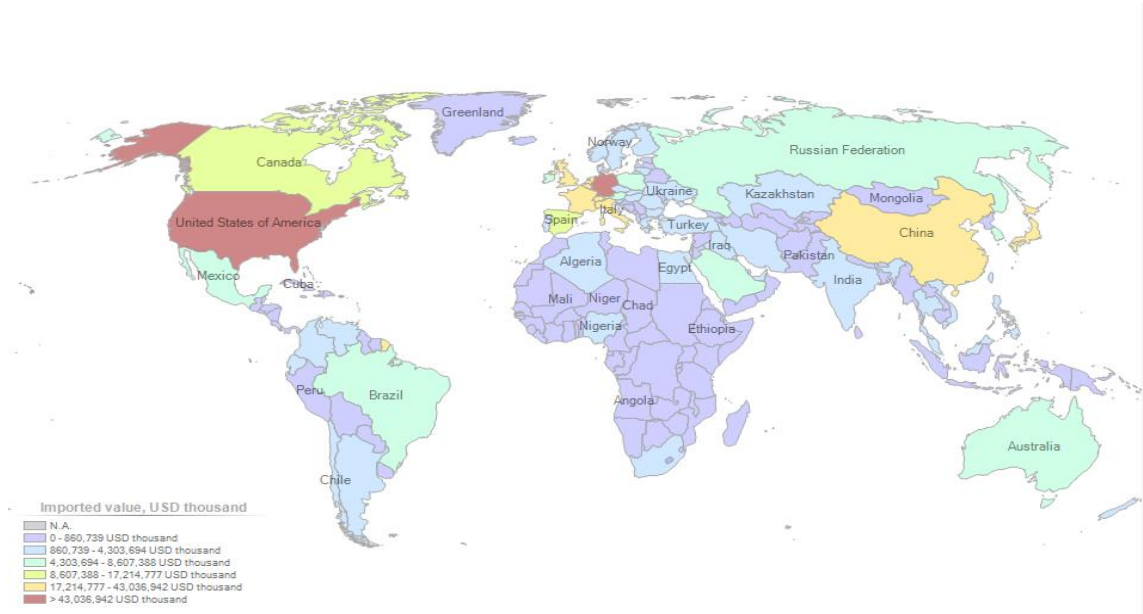 Greenland
Norway
Russian Federation
Canada
Ukraine
Kazakhstan
Mongolia
United States of America
Spain
Italy
Turkey
China
Iraq
Pakistan
Mexico
Cuba
Algeria
Egypt
India
Mali
Niger
Chad
Nigeria
Ethiopia
Peru
Brazil
Angola
Australia
Chile
Imported value, USD thousand
N.A.
0 - 860,739 USD thousand
860,739 - 4,303,694 USD thousand
4,303,694 - 8,607,388 USD thousand
8,607,388 - 17,214,777 USD thousand
17,214,777 - 43,036,942 USD thousand
> 43,036,942 USD thousand